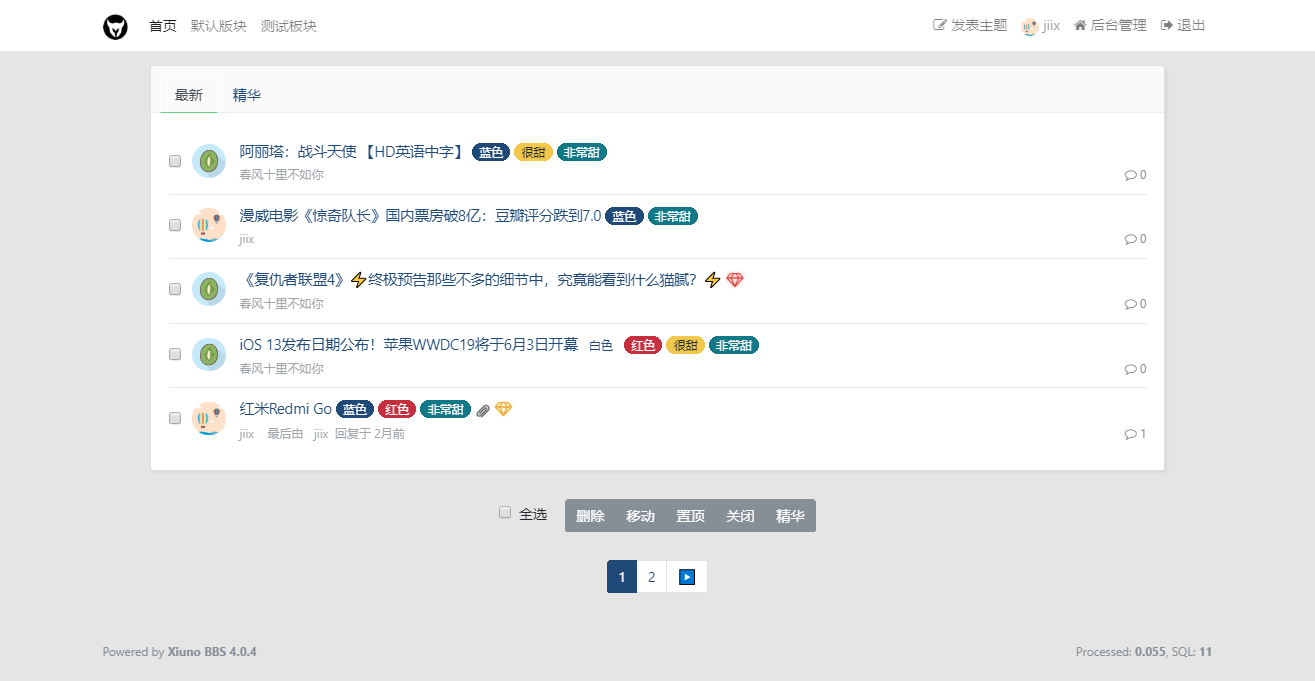 首页 默认版块 测试板块 发表主题 jiix 后台管理 退出
最新 精华
阿丽塔：战斗天使 【HD英语中字】 蓝色 很甜 非常甜
春风十里不如你 0
漫威电影《惊奇队长》国内票房破8亿：豆瓣评分跌到7.0 蓝色 非常甜
jiix 0
《复仇者联盟4》⚡终极预告那些不多的细节中，究竟能看到什么猫腻？⚡
春风十里不如你 0
iOS 13发布日期公布！苹果WWDC19将于6月3日开幕 白色 红色 很甜 非常甜
春风十里不如你 0
红米Redmi Go 蓝色 红色 非常甜
jiix 最后由 jiix 回复于 2月前 1
全选 删除 移动 置顶 关闭 精华
1 2 ▶
Powered by Xiuno BBS 4.0.4 Processed: 0.055, SQL: 11